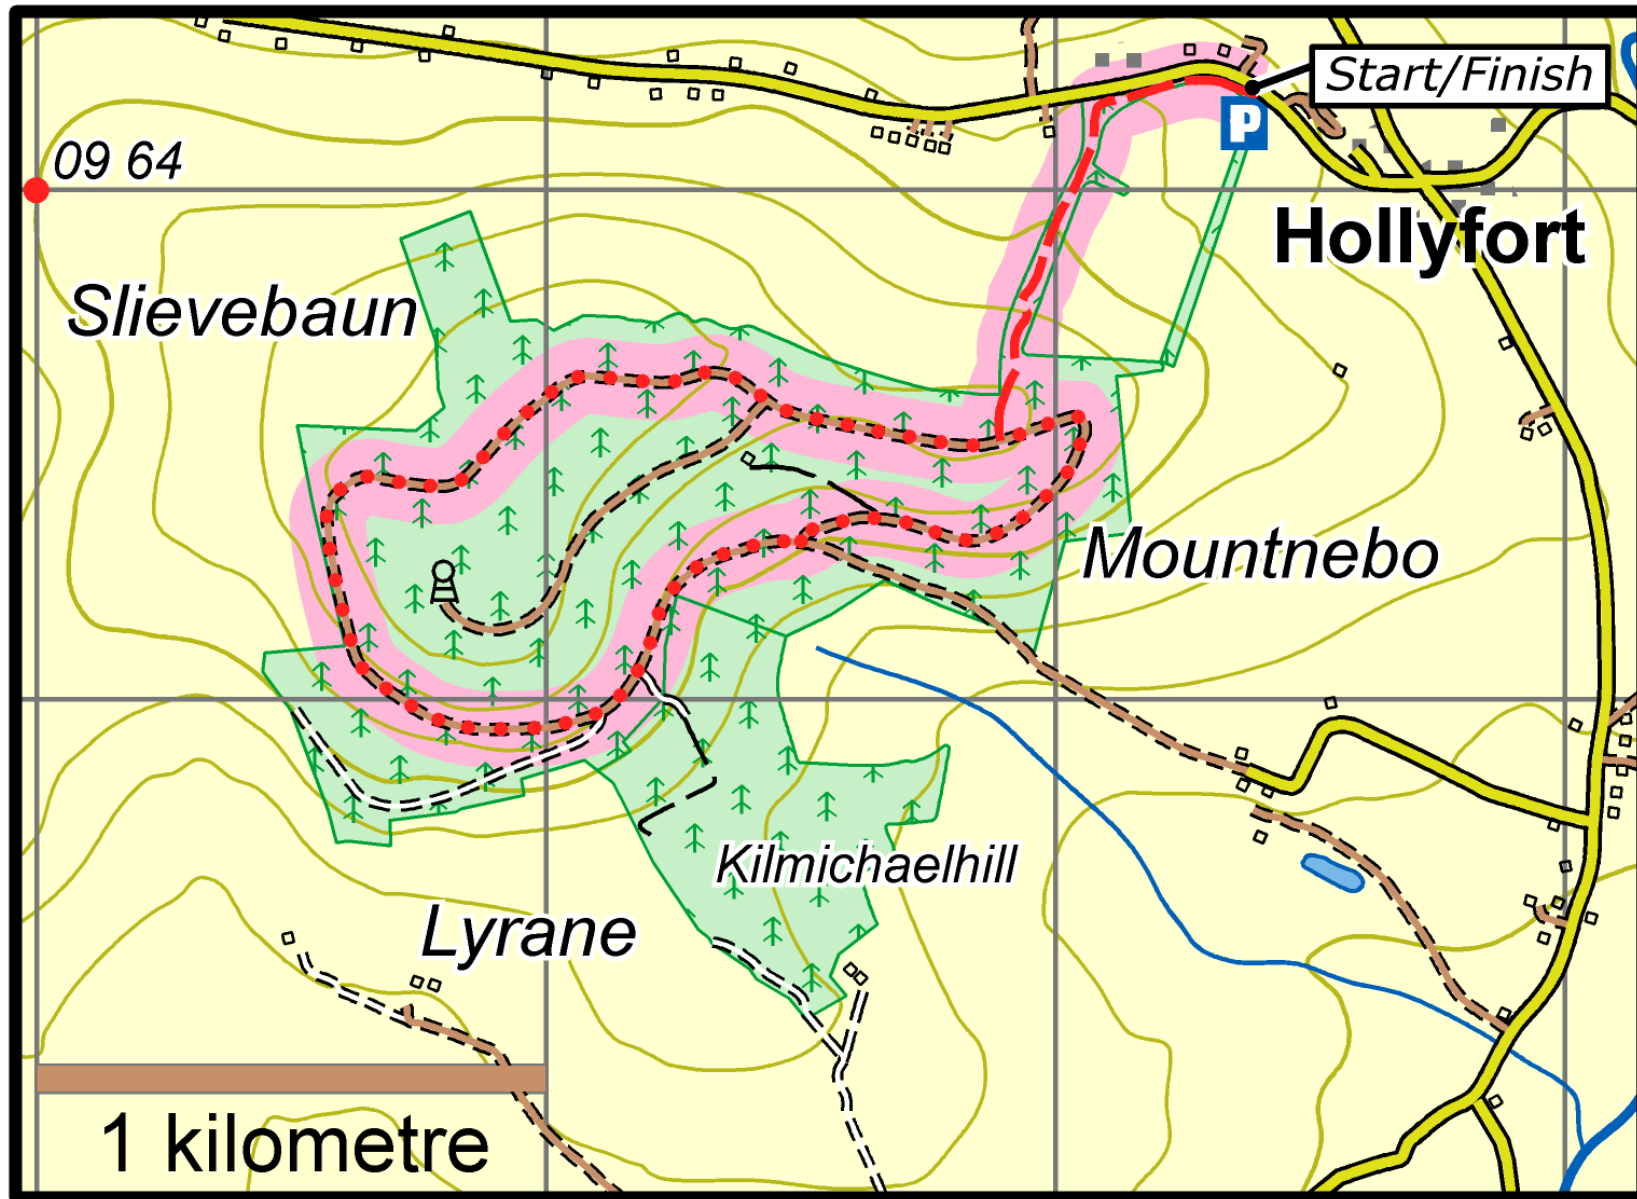 Start/Finish
P
09 64
Hollyfort
Slievebaun
Mountnebo
Kilmichaelhill
Lyrane
1 kilometre